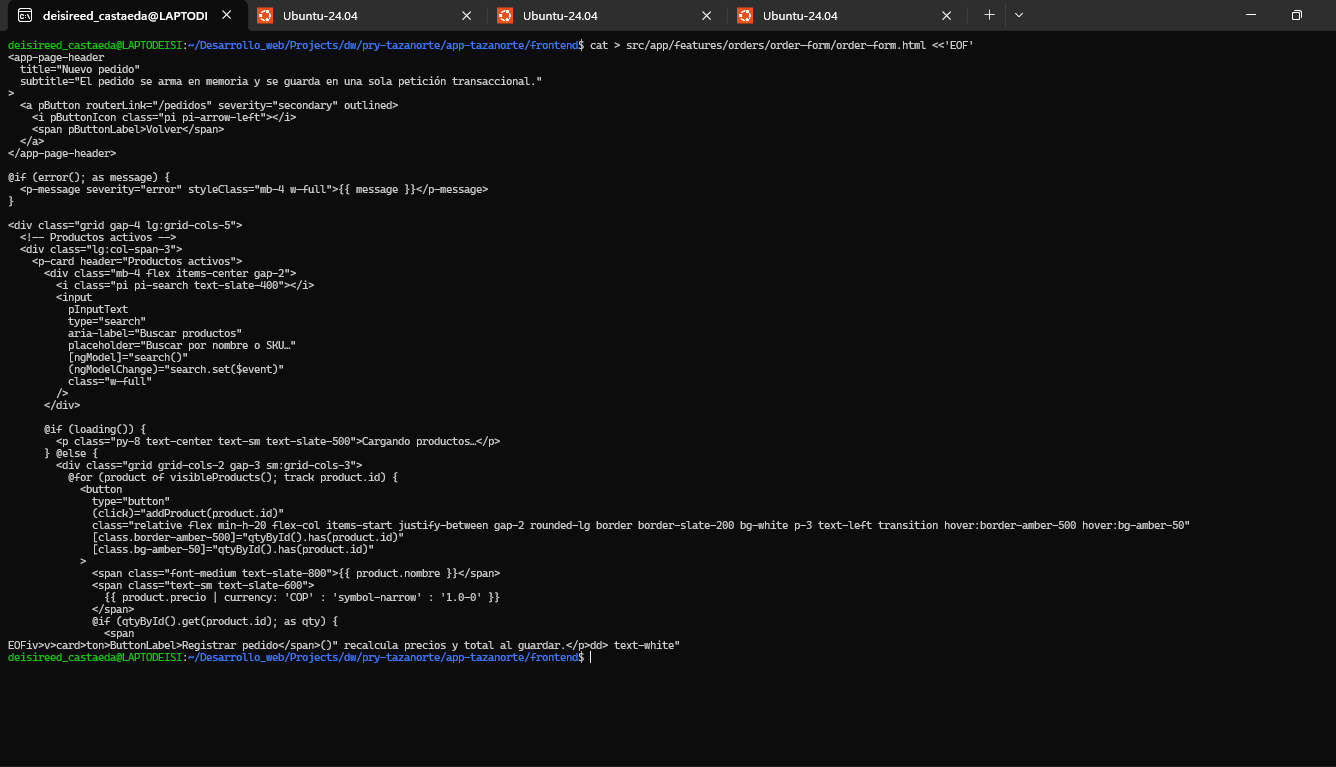 deisireed_castaeda@LAPTODI
Ubuntu-24.04
Ubuntu-24.04
Ubuntu-24.04
deisireed_castaeda@LAPTODEISI:~/Desarrollo_web/Projects/dw/pry-tazanorte/app-tazanorte/frontend$ cat > src/app/features/orders/order-form/order-form.html <<'EOF'
<app-page-header
  title="Nuevo pedido"
  subtitle="El pedido se arma en memoria y se guarda en una sola petición transaccional."
>
  <a pButton routerLink="/pedidos" severity="secondary" outlined>
    <i pButtonIcon class="pi pi-arrow-left"></i>
    <span pButtonLabel>Volver</span>
  </a>
</app-page-header>

@if (error(); as message) {
  <p-message severity="error" styleClass="mb-4 w-full">{{ message }}</p-message>
}

<div class="grid gap-4 lg:grid-cols-5">
  <!-- Productos activos -->
  <div class="lg:col-span-3">
    <p-card header="Productos activos">
      <div class="mb-4 flex items-center gap-2">
        <i class="pi pi-search text-slate-400"></i>
        <input
          pInputText
          type="search"
          aria-label="Buscar productos"
          placeholder="Buscar por nombre o SKU…"
          [ngModel]="search()"
          (ngModelChange)="search.set($event)"
          class="w-full"
        />
      </div>

      @if (loading()) {
        <p class="py-8 text-center text-sm text-slate-500">Cargando productos…</p>
      } @else {
        <div class="grid grid-cols-2 gap-3 sm:grid-cols-3">
          @for (product of visibleProducts(); track product.id) {
            <button
              type="button"
              (click)="addProduct(product.id)"
              class="relative flex min-h-20 flex-col items-start justify-between gap-2 rounded-lg border border-slate-200 bg-white p-3 text-left transition hover:border-amber-500 hover:bg-amber-50"
              [class.border-amber-500]="qtyById().has(product.id)"
              [class.bg-amber-50]="qtyById().has(product.id)"
            >
              <span class="font-medium text-slate-800">{{ product.nombre }}</span>
              <span class="text-sm text-slate-600">
                {{ product.precio | currency: 'COP' : 'symbol-narrow' : '1.0-0' }}
              </span>
              @if (qtyById().get(product.id); as qty) {
                <span
EOFiv>v>card>ton>ButtonLabel>Registrar pedido</span>()" recalcula precios y total al guardar.</p>dd> text-white"
deisireed_castaeda@LAPTODEISI:~/Desarrollo_web/Projects/dw/pry-tazanorte/app-tazanorte/frontend$